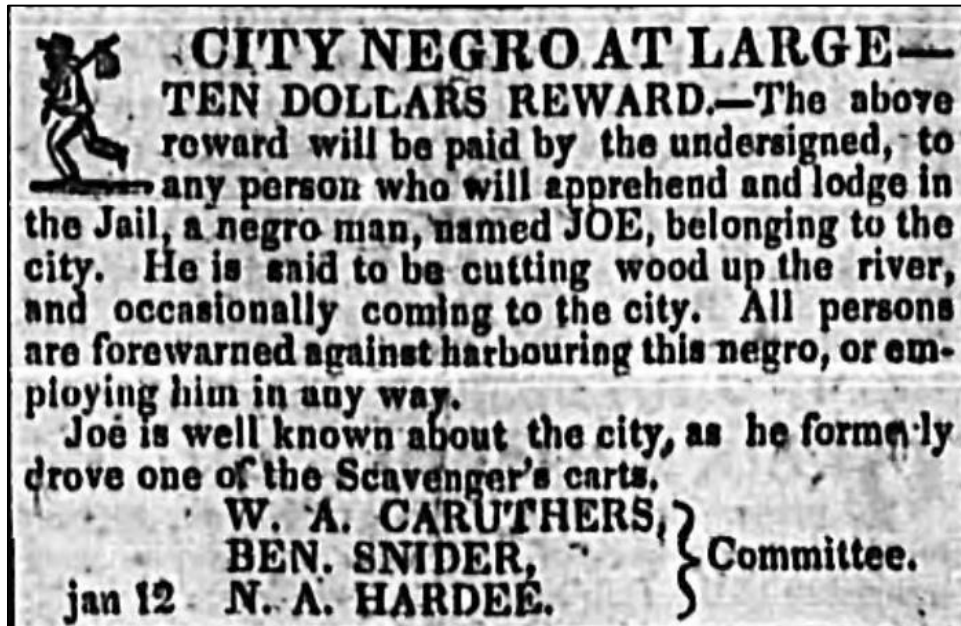 CITY NEGRO AT LARGE—
TEN DOLLARS REWARD.—The above
reward will be paid by the undersigned, to
any person who will apprehend and lodge in
the Jail, a negro man, named JOE, belonging to the
city. He is said to be cutting wood up the river,
and occasionally coming to the city. All persons
are forewarned against harbouring this negro, or em-
ploying him in any way.
Joe is well known about the city, as he formerly
drove one of the Scavenger's carts.
W. A. CARUTHERS,
BEN. SNIDER,
Committee.
jan 12 N. A. HARDEE.